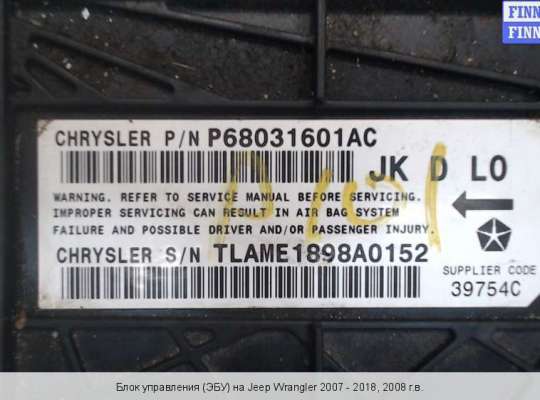 FINN
FINN
CHRYSLER P/N P68031601AC
JK D LO
WARNING. REFER TO SERVICE MANUAL BEFORE SERVICING.
IMPROPER SERVICING CAN RESULT IN AIR BAG SYSTEM
FAILURE AND POSSIBLE DRIVER AND/OR PASSENGER INJURY.
CHRYSLER S/N TLAME1898A0152
SUPPLIER CODE
39754C
Блок управления (ЭБУ) на Jeep Wrangler 2007 - 2018, 2008 г.в.